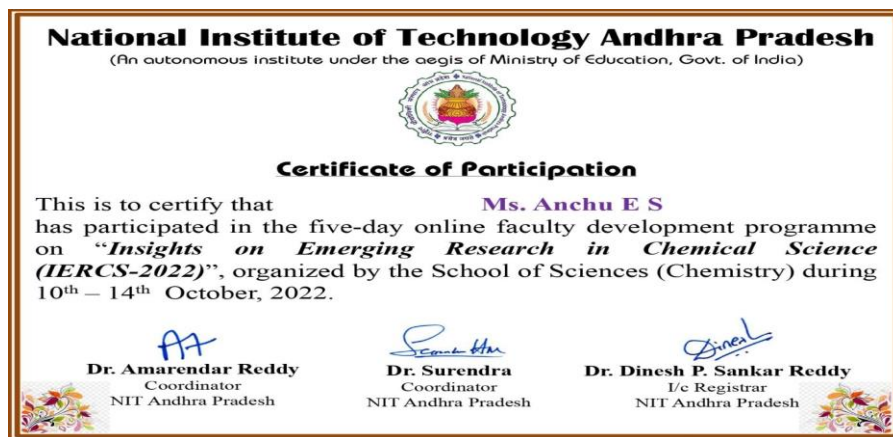 National Institute of Technology Andhra Pradesh
(An autonomous institute under the aegis of Ministry of Education, Govt. of India)
Certificate of Participation
This is to certify that Ms. Anchu E S
has participated in the five-day online faculty development programme
on “Insights on Emerging Research in Chemical Science
(IERCS-2022)”, organized by the School of Sciences (Chemistry) during
10th – 14th October, 2022.
Dinesh
Dr. Amarendar Reddy Dr. Surendra Dr. Dinesh P. Sankar Reddy
Coordinator Coordinator I/c Registrar
NIT Andhra Pradesh NIT Andhra Pradesh NIT Andhra Pradesh